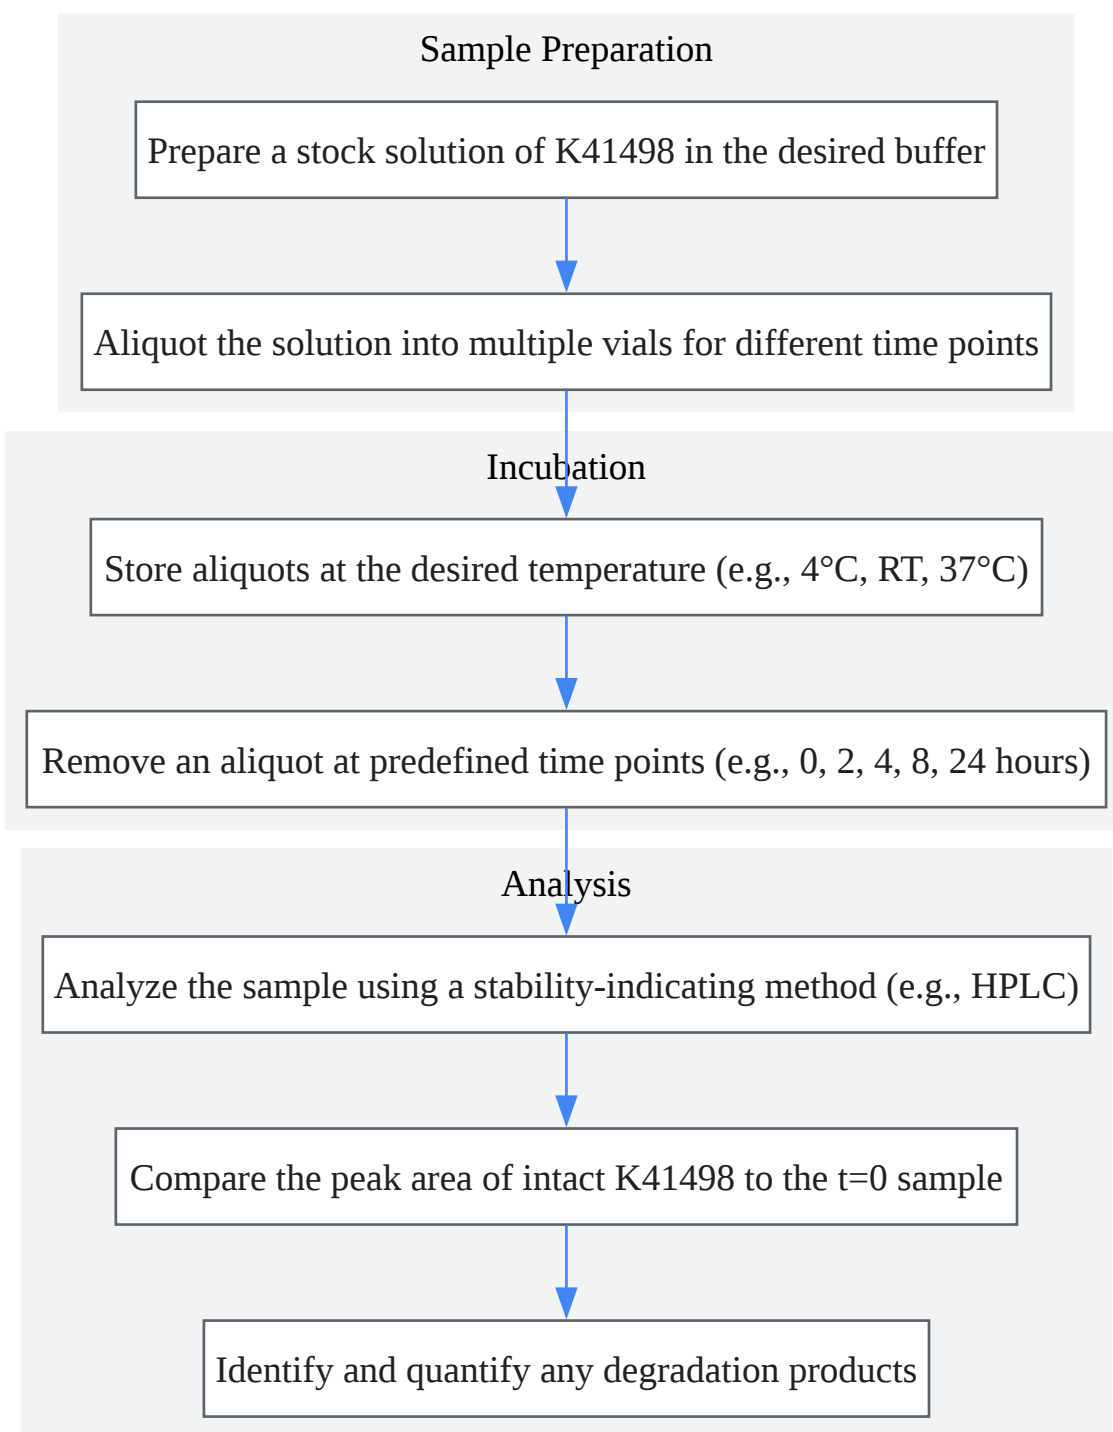 Sample Preparation
Prepare a stock solution of K41498 in the desired buffer
Aliquot the solution into multiple vials for different time points
Incubation
Store aliquots at the desired temperature (e.g., 4°C, RT, 37°C)
Remove an aliquot at predefined time points (e.g., 0, 2, 4, 8, 24 hours)
Analysis
Analyze the sample using a stability-indicating method (e.g., HPLC)
Compare the peak area of intact K41498 to the t=0 sample
Identify and quantify any degradation products